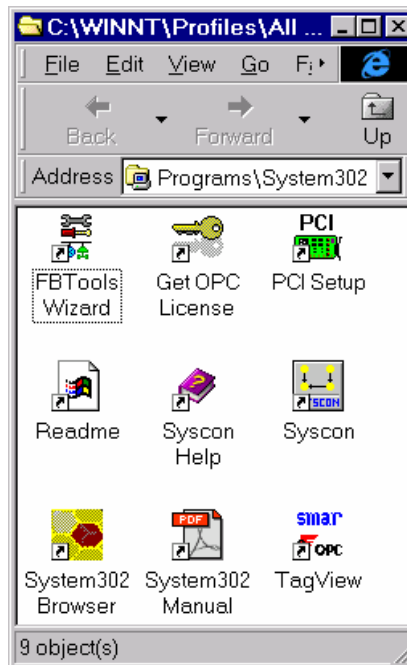 C:\WINNT\Profiles\All ...
File Edit View Go
Back Forward Up
Address Programs\System302
PCI
FBTools Get OPC PCI Setup
Wizard License
SYSCON
Readme Syscon Syscon
Help
PDF
smar
OPC
System302 System302 TagView
Browser Manual
9 object(s)